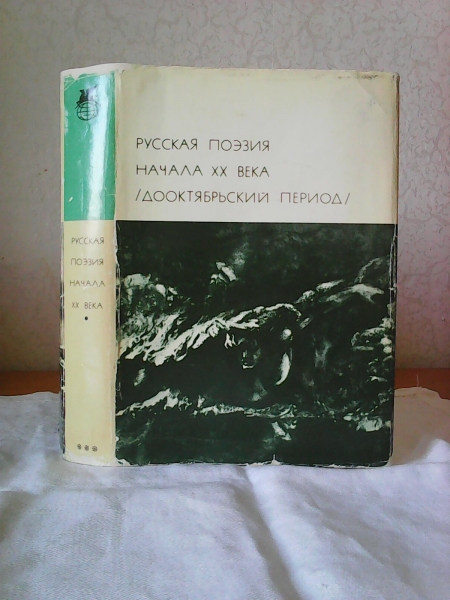 РУССКАЯ ПОЭЗИЯ
НАЧАЛА XX ВЕКА
/ДООКТЯБРЬСКИЙ ПЕРИОД/
РУССКАЯ
ПОЭЗИЯ
НАЧАЛА
XX ВЕКА